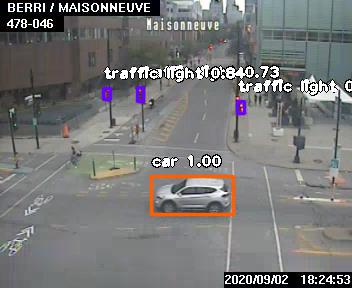 BERRI / MAISONNEUVE
478-046
Maisonneuve
traffic light 0.84 0.73
traffic light 0
car 1.00
2020/09/02 18:24:53